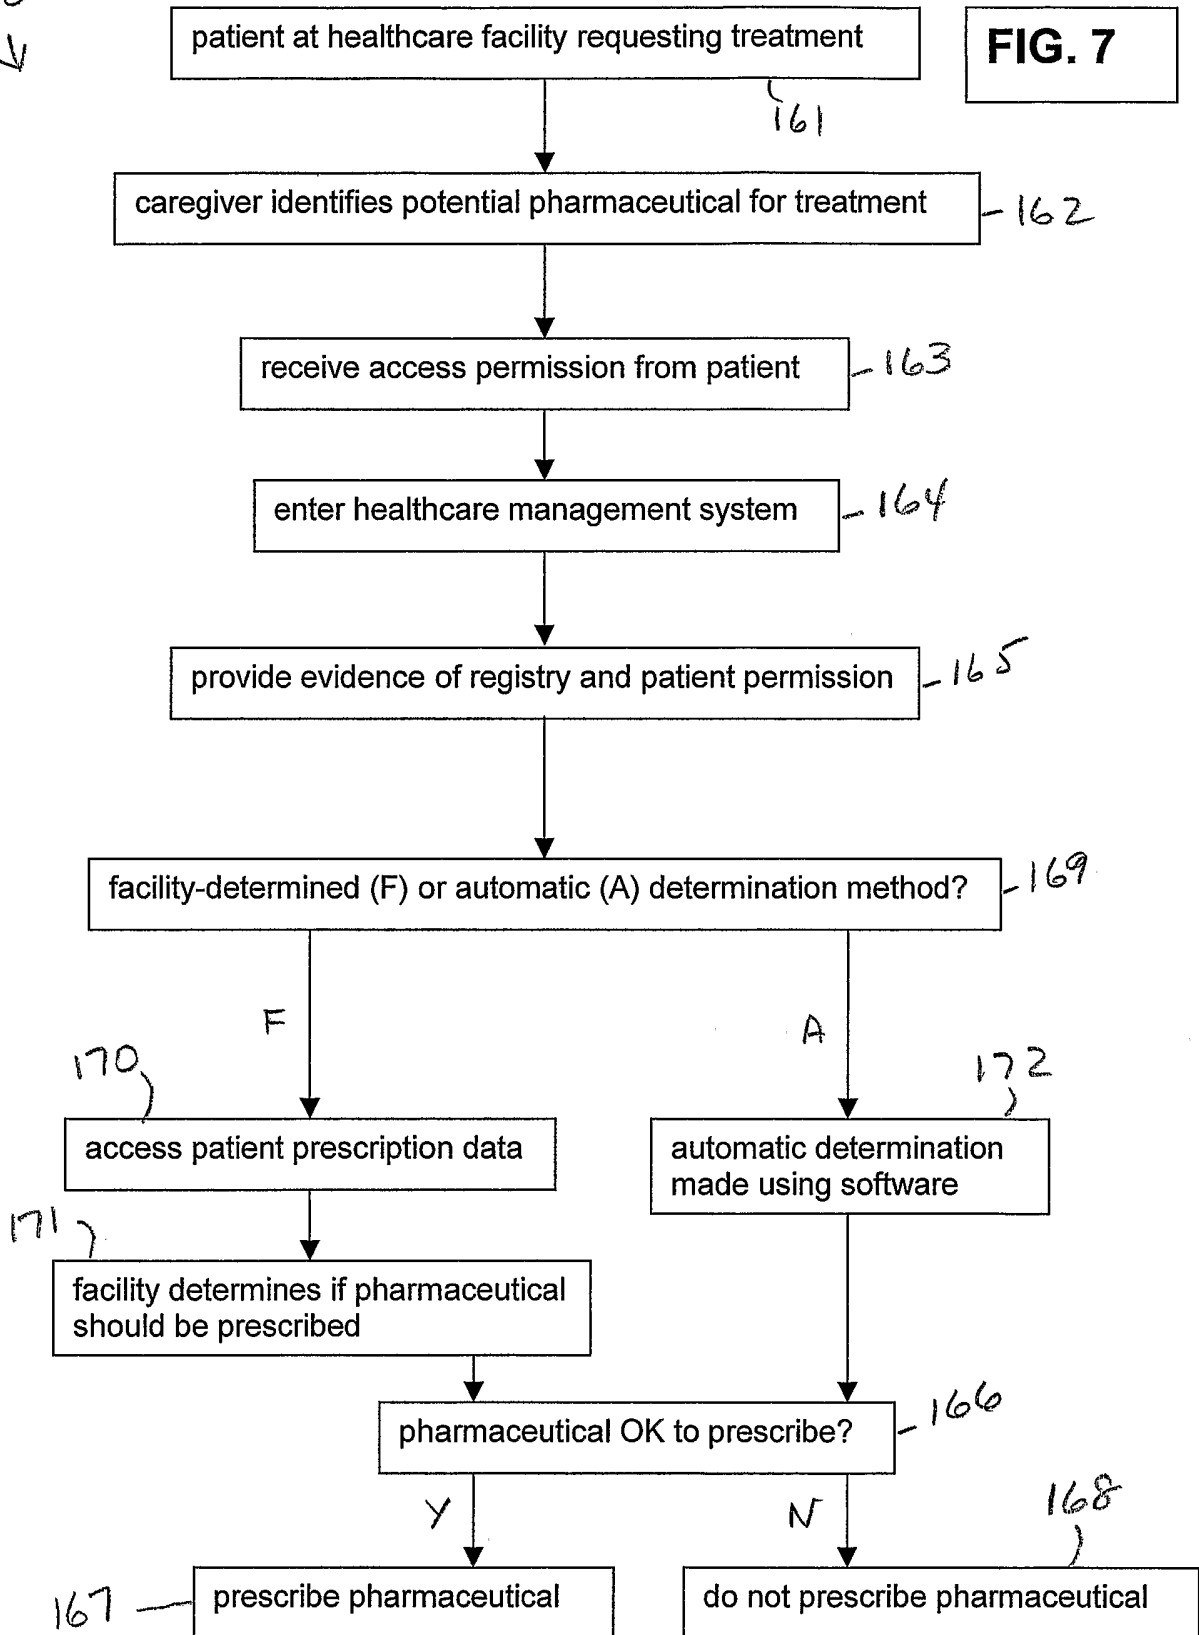 patient at healthcare facility requesting treatment
FIG. 7
161
caregiver identifies potential pharmaceutical for treatment
162
receive access permission from patient
163
enter healthcare management system
164
provide evidence of registry and patient permission
165
facility-determined (F) or automatic (A) determination method?
169
F
A
170
172
access patient prescription data
automatic determination
made using software
171
facility determines if pharmaceutical
should be prescribed
pharmaceutical OK to prescribe?
166
Y
N
168
167
prescribe pharmaceutical
do not prescribe pharmaceutical